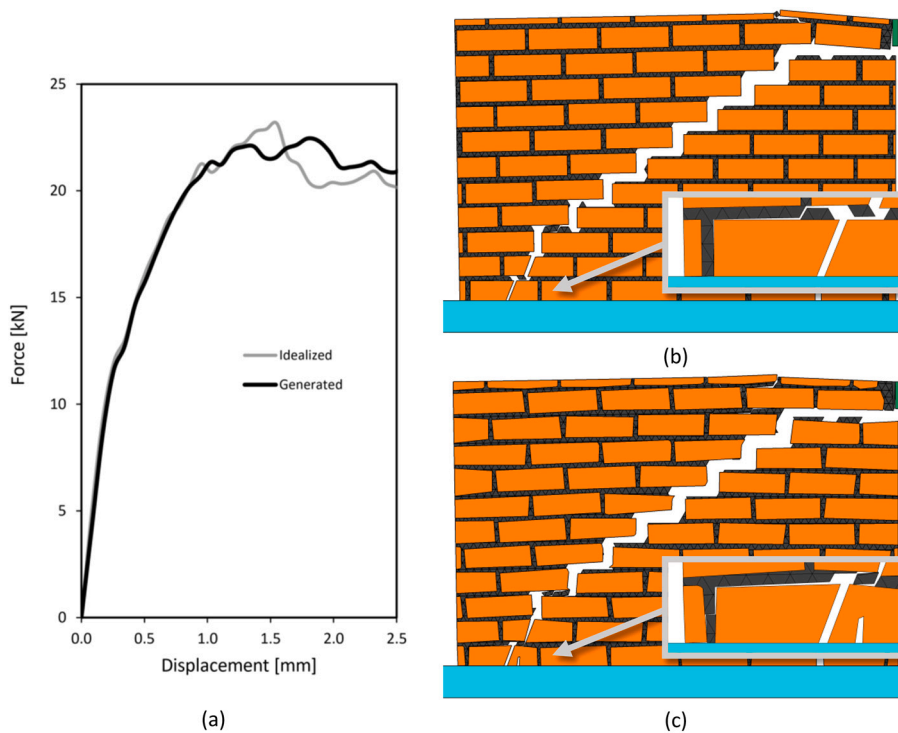 25
20
15
10
5
0
0.0
0.5
1.0
1.5
2.0
2.5
Force [kN]
Displacement [mm]
Idealized
Generated
(a)
(b)
(c)